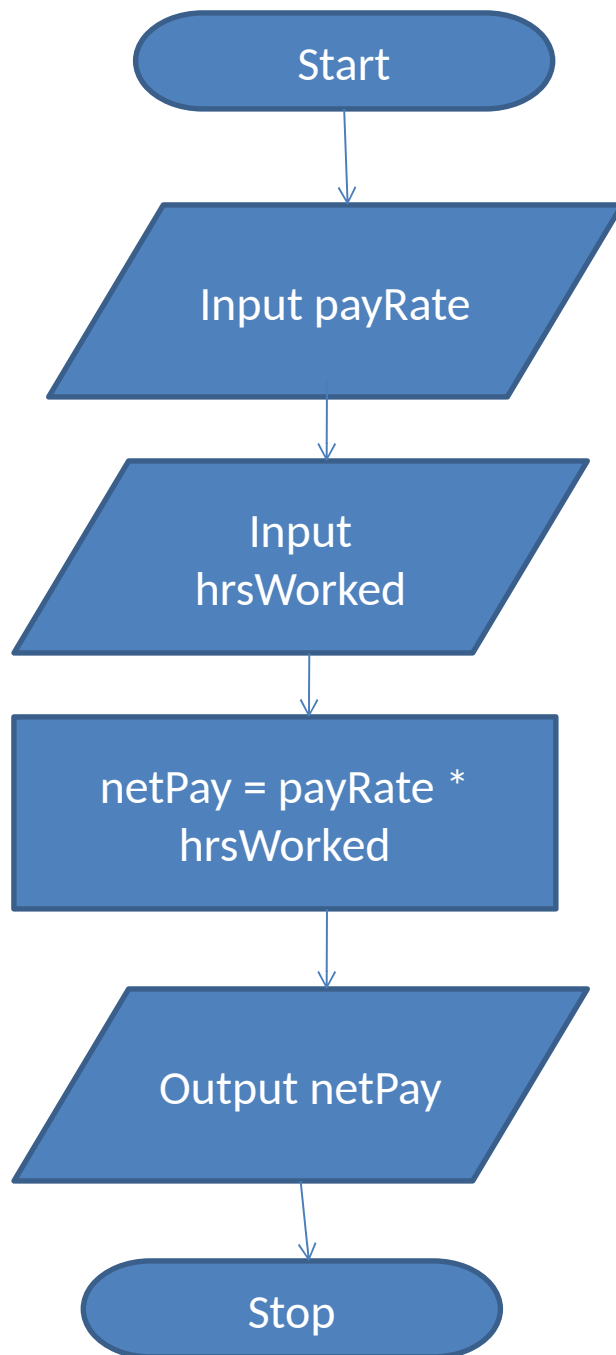 Start
Input payRate
Input
hrsWorked
netPay = payRate *
hrsWorked
Output netPay
Stop